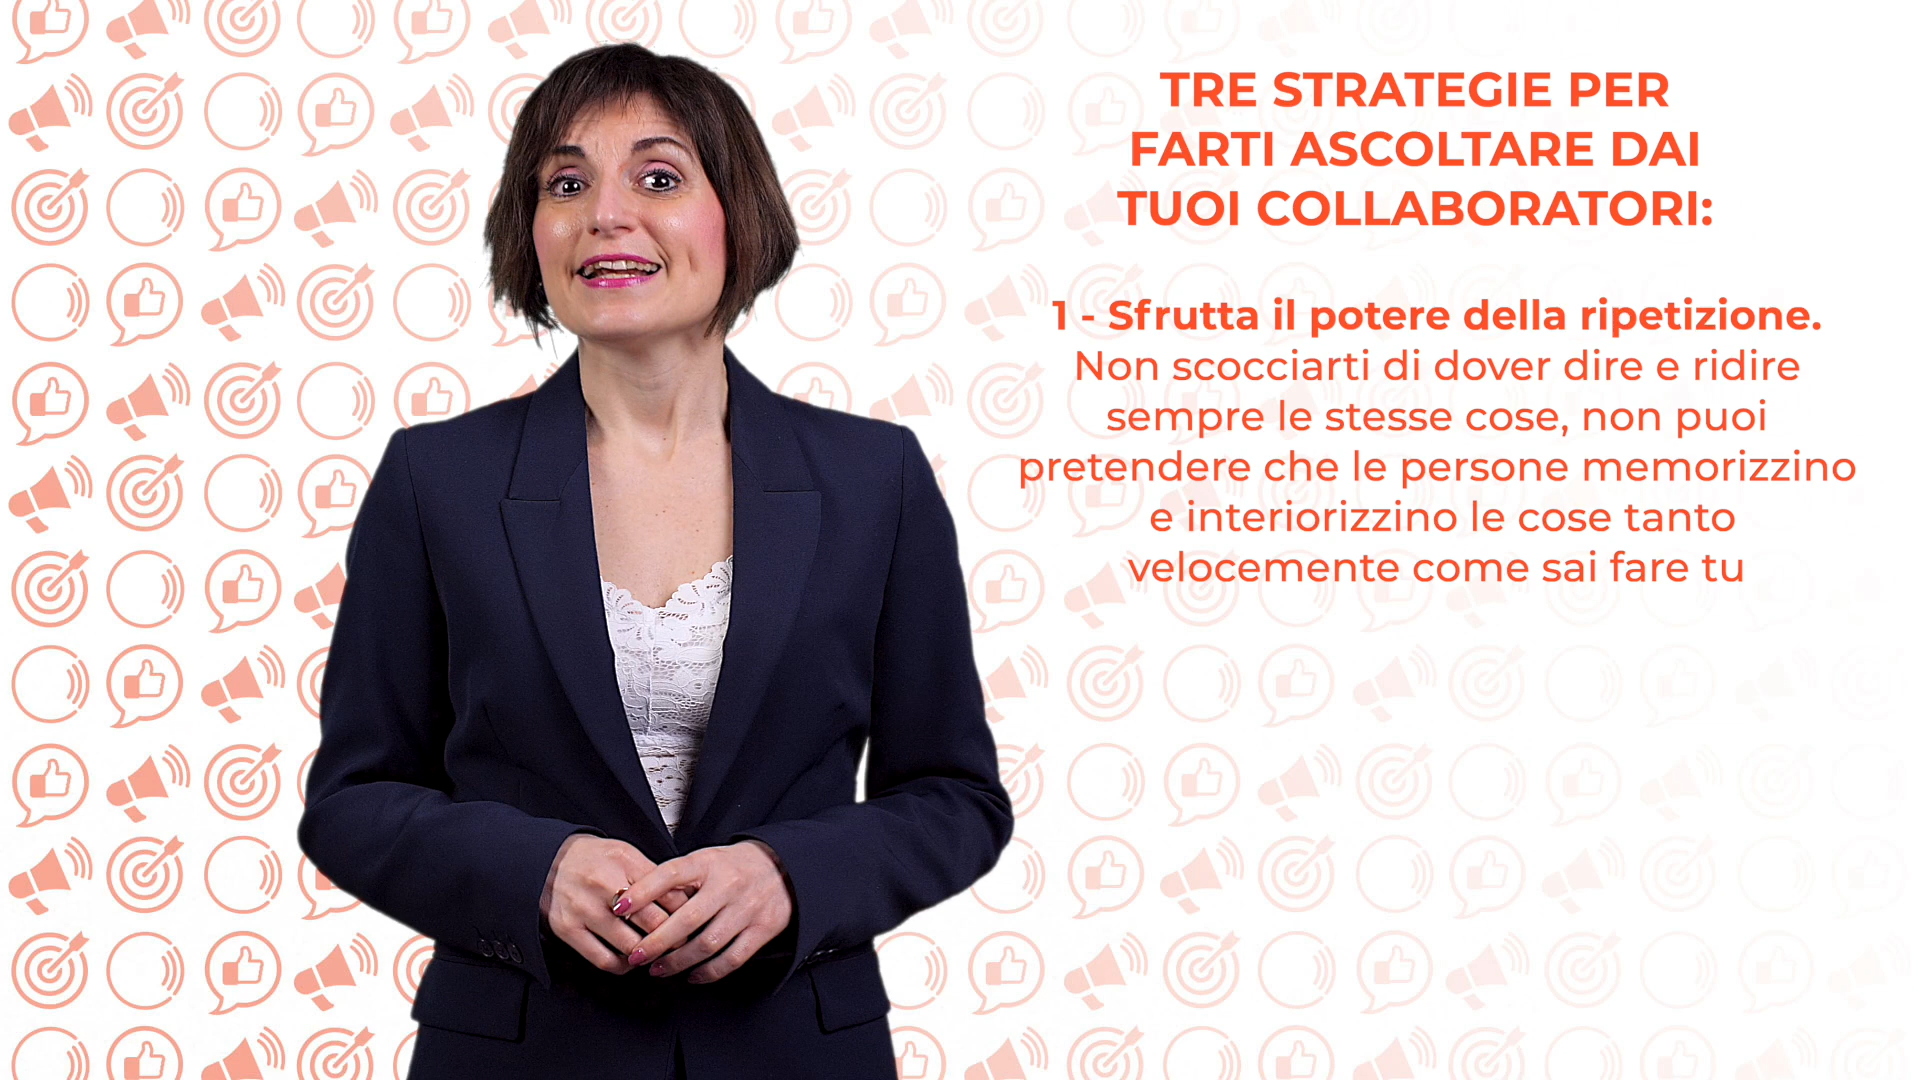 TRE STRATEGIE PER
FARTI ASCOLTARE DAI
TUOI COLLABORATORI:
1 - Sfrutta il potere della ripetizione.
Non scocciarti di dover dire e ridire
sempre le stesse cose, non puoi
pretendere che le persone memorizzino
e interiorizzino le cose tanto
velocemente come sai fare tu